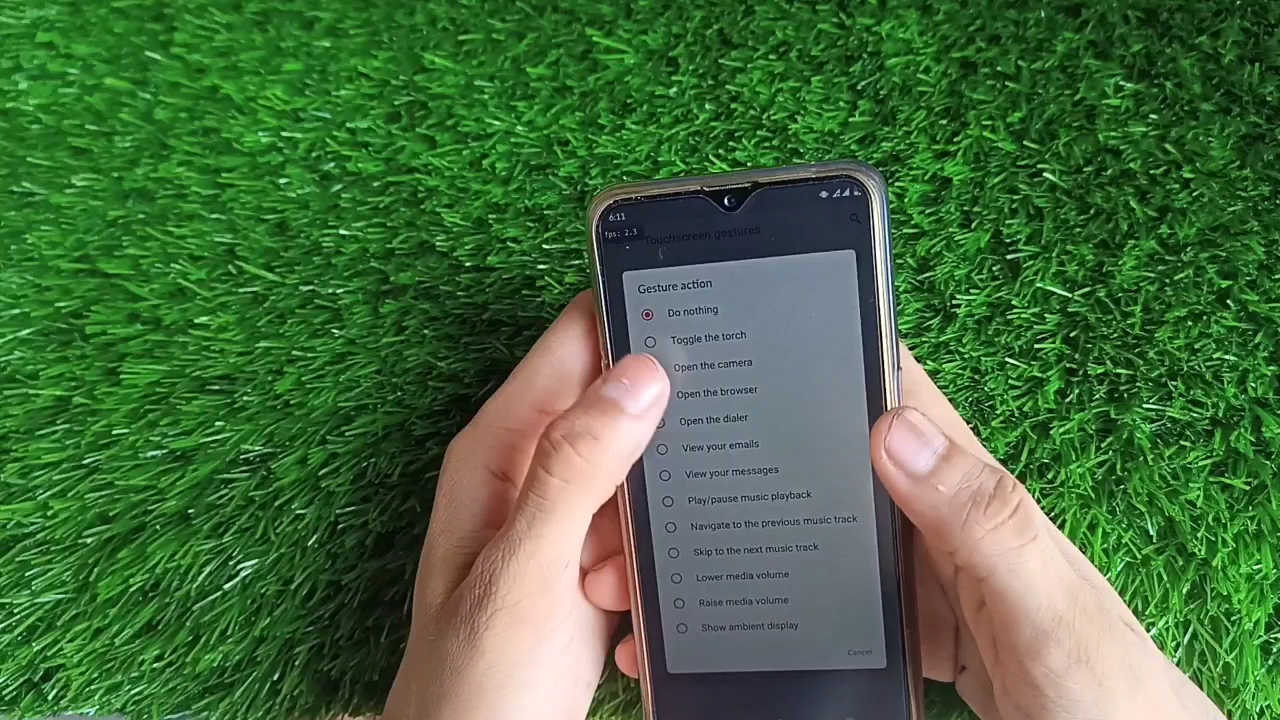 6:11
fps: 2.3
Touchscreen gestures
Gesture action
Do nothing
Toggle the torch
Open the camera
Open the browser
Open the dialer
View your emails
View your messages
Play/pause music playback
Navigate to the previous music track
Skip to the next music track
Lower media volume
Raise media volume
Show ambient display
Cancel